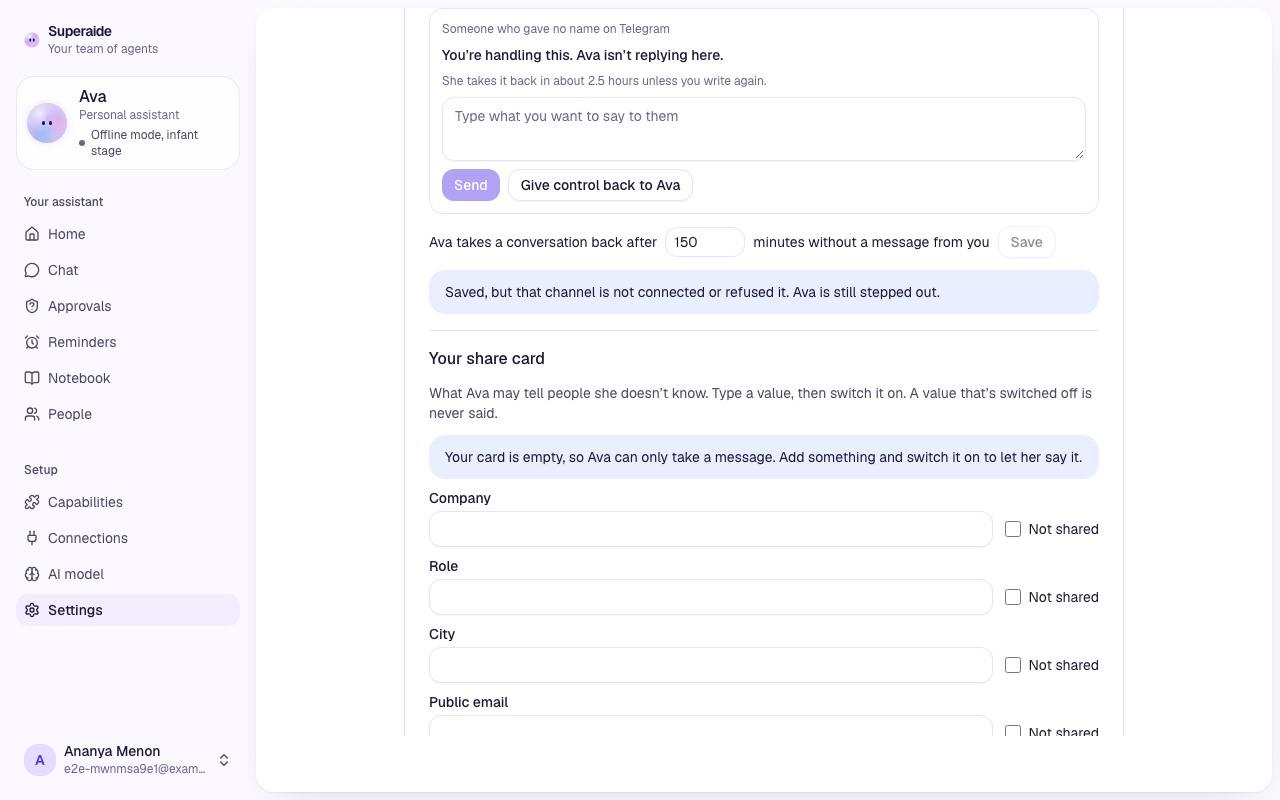 Superaide
Your team of agents
Ava
Personal assistant
Offline mode, infant
stage
Your assistant
Home
Chat
Approvals
Reminders
Notebook
People
Setup
Capabilities
Connections
AI model
Settings
A
Ananya Menon
e2e-mwnmsa9e1@exam…
Someone who gave no name on Telegram
You’re handling this. Ava isn’t replying here.
She takes it back in about 2.5 hours unless you write again.
Type what you want to say to them
Send
Give control back to Ava
Ava takes a conversation back after 150 minutes without a message from you Save
Saved, but that channel is not connected or refused it. Ava is still stepped out.
Your share card
What Ava may tell people she doesn’t know. Type a value, then switch it on. A value that’s switched off is
never said.
Your card is empty, so Ava can only take a message. Add something and switch it on to let her say it.
Company
Not shared
Role
Not shared
City
Not shared
Public email
Not shared